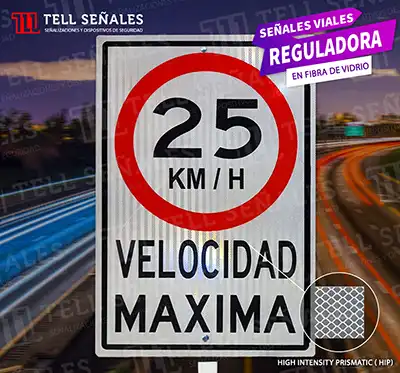 TELL SEÑALES
SEÑALIZACIONES Y DISPOSITIVOS DE SEGURIDAD
SEÑALES VIALES
REGULADORA
EN FIBRA DE VIDRIO
25
KM / H
VELOCIDAD
MAXIMA
HIGH INTENSITY PRISMATIC ( HIP)